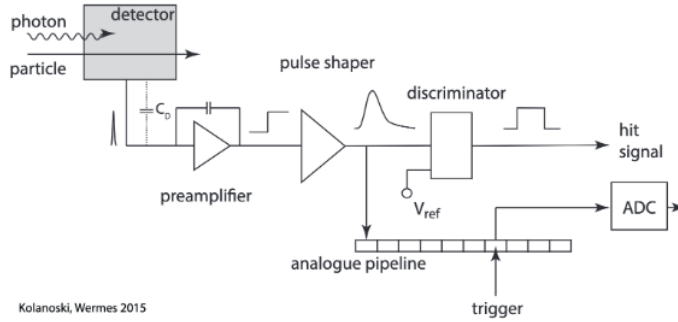 photon
detector
particle
pulse shaper
C_D
discriminator
hit
signal
preamplifier
V_ref
ADC
analogue pipeline
trigger
Kolanoski, Wermes 2015